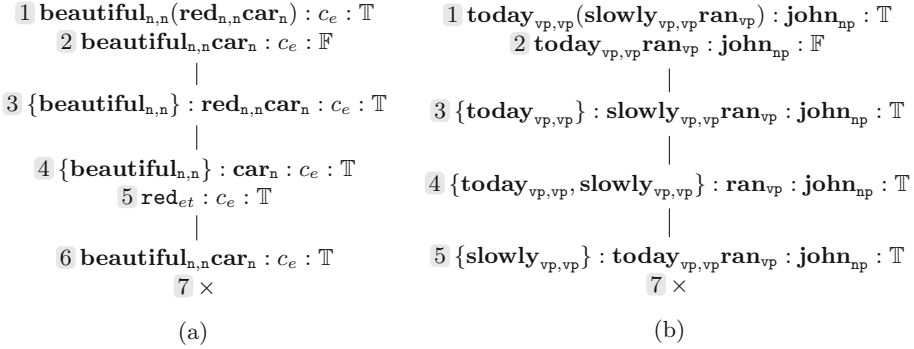 1 beautiful_{n,n}(red_{n,n}car_n) : c_e : 𝕋
2 beautiful_{n,n}car_n : c_e : 𝔽
3 {beautiful_{n,n}} : red_{n,n}car_n : c_e : 𝕋
4 {beautiful_{n,n}} : car_n : c_e : 𝕋
5 red_{et} : c_e : 𝕋
6 beautiful_{n,n}car_n : c_e : 𝕋
7 ×
(a)
1 today_{vp,vp}(slowly_{vp,vp}ran_{vp}) : john_{np} : 𝕋
2 today_{vp,vp}ran_{vp} : john_{np} : 𝔽
3 {today_{vp,vp}} : slowly_{vp,vp}ran_{vp} : john_{np} : 𝕋
4 {today_{vp,vp}, slowly_{vp,vp}} : ran_{vp} : john_{np} : 𝕋
5 {slowly_{vp,vp}} : today_{vp,vp}ran_{vp} : john_{np} : 𝕋
7 ×
(b)